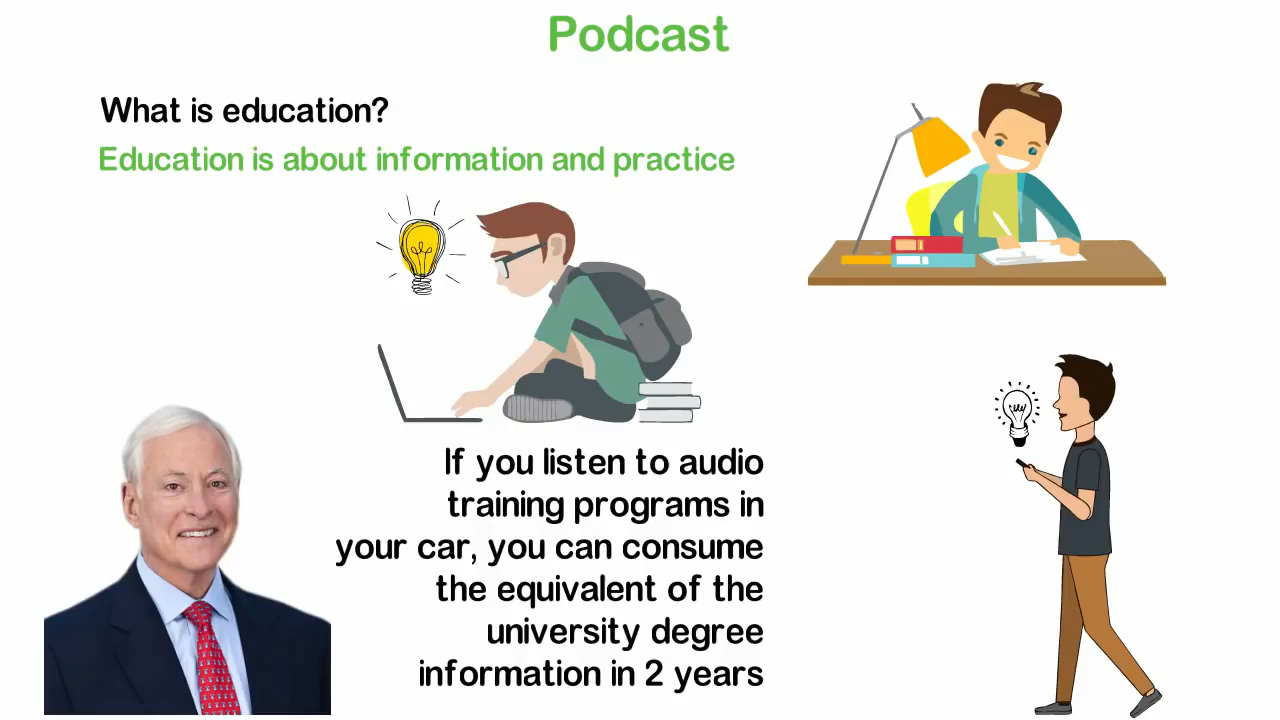 Podcast
What is education?
Education is about information and practice
If you listen to audio
training programs in
your car, you can consume
the equivalent of the
university degree
information in 2 years